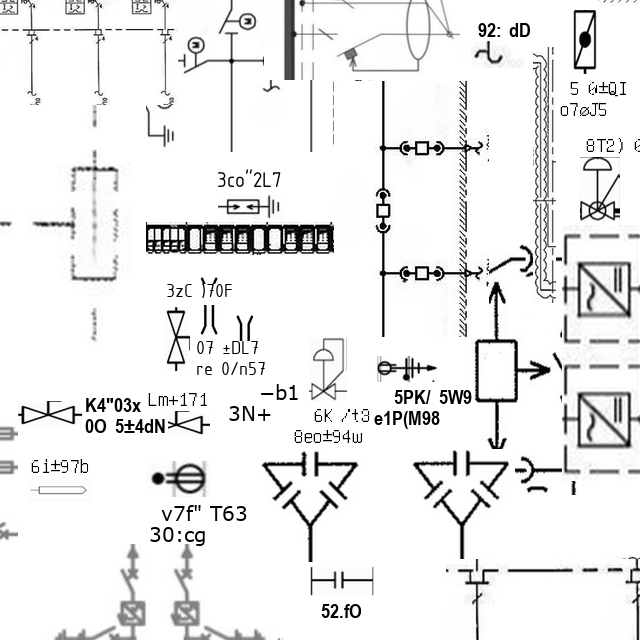 92: dD
5 0±QI
o7øJ5
8T2)
3co"2L7
3zC )70F
07 ±DL7
re 0/n57
K4"03x
0O 5±4dN
Lm+171
3N+
−b1
6K /t3
8eo±94w
5PK/ 5W9
e1P(M98
6i±97b
v7f" T63
30:cg
52.fO